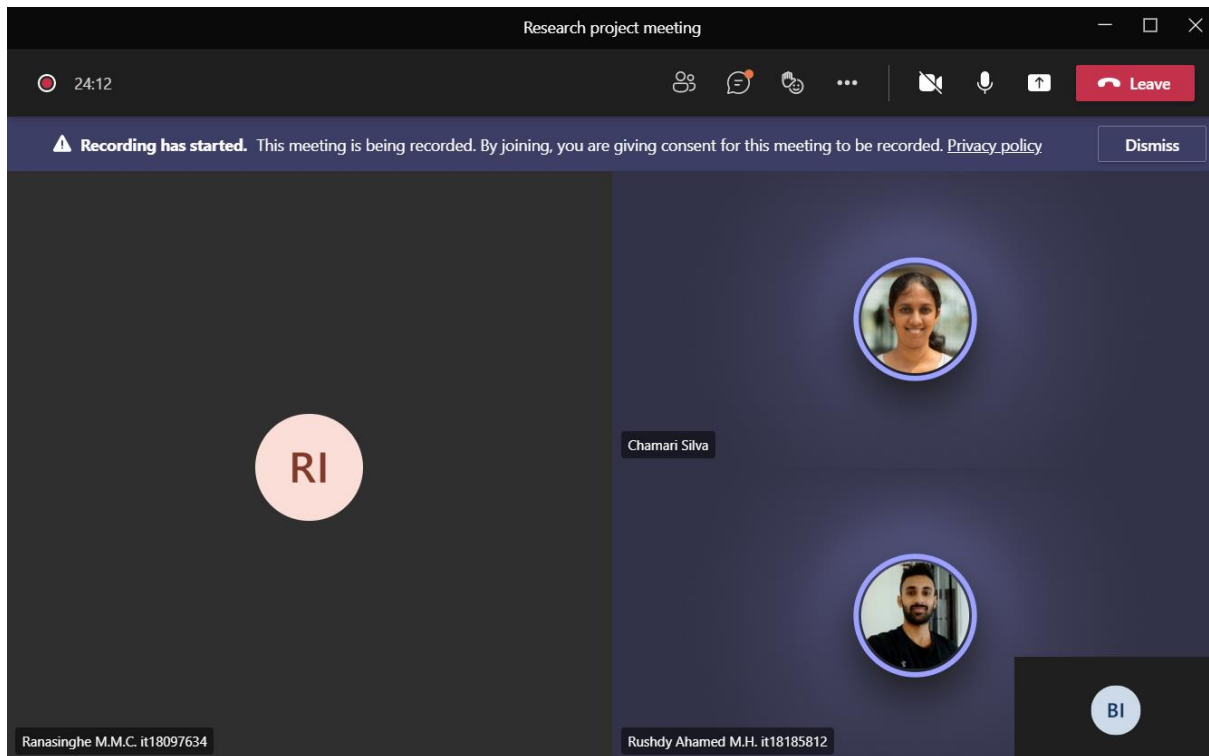 Research project meeting
24:12
Leave
Recording has started. This meeting is being recorded. By joining, you are giving consent for this meeting to be recorded. Privacy policy
Dismiss
RI
Chamari Silva
BI
Ranasinghe M.M.C. it18097634
Rushdy Ahamed M.H. it18185812